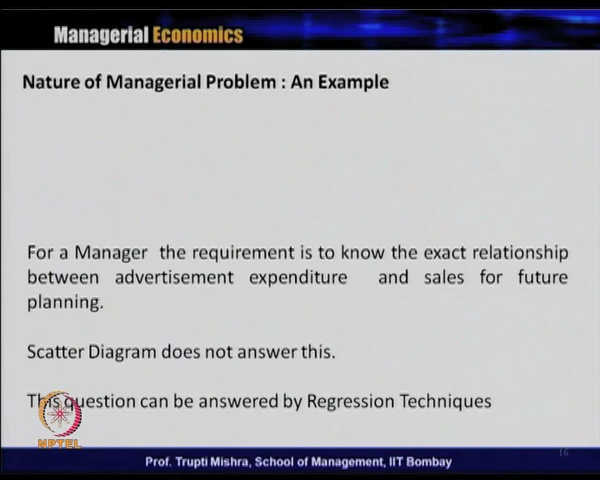 Managerial Economics
Nature of Managerial Problem : An Example
For a Manager the requirement is to know the exact relationship
between advertisement expenditure and sales for future
planning.
Scatter Diagram does not answer this.
This question can be answered by Regression Techniques
NPTEL
Prof. Trupti Mishra, School of Management, IIT Bombay
16